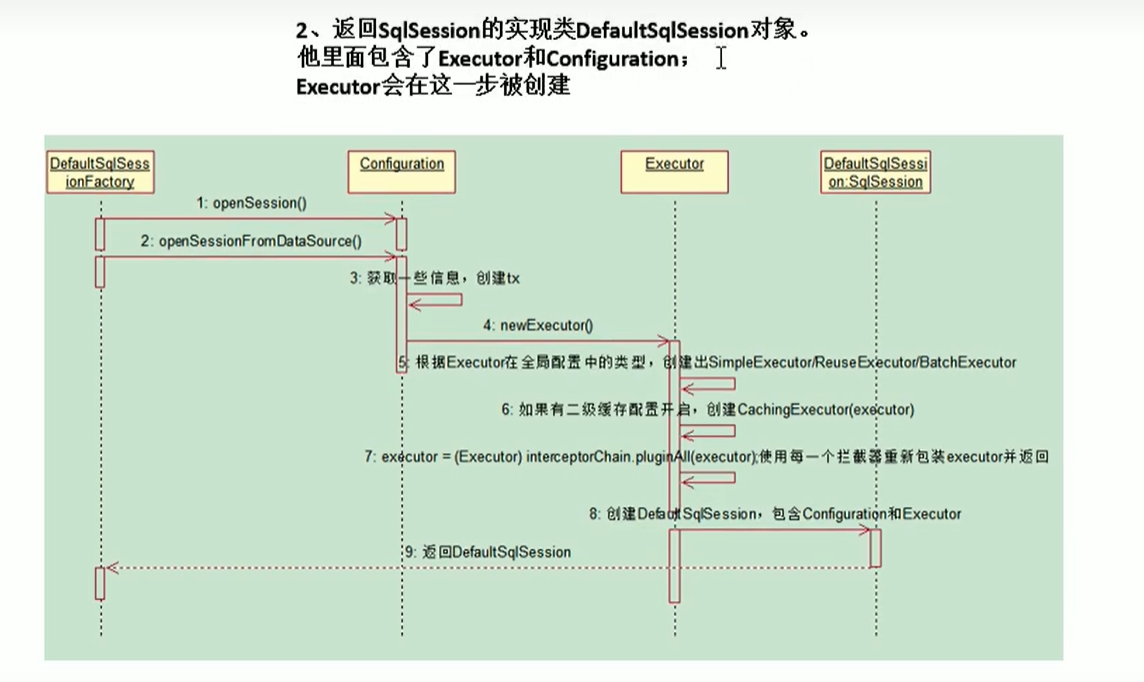 2、返回SqlSession的实现类DefaultSqlSession对象。
他里面包含了Executor和Configuration；
Executor会在这一步被创建
DefaultSqlSess
ionFactory
Configuration
Executor
DefaultSqlSessi
on:SqlSession
1: openSession()
2: openSessionFromDataSource()
3: 获取一些信息，创建tx
4: newExecutor()
5: 根据Executor在全局配置中的类型，创建出SimpleExecutor/ReuseExecutor/BatchExecutor
6: 如果有二级缓存配置开启，创建CachingExecutor(executor)
7: executor = (Executor) interceptorChain.pluginAll(executor);使用每一个拦截器重新包装executor并返回
8: 创建DefaultSqlSession，包含Configuration和Executor
9: 返回DefaultSqlSession